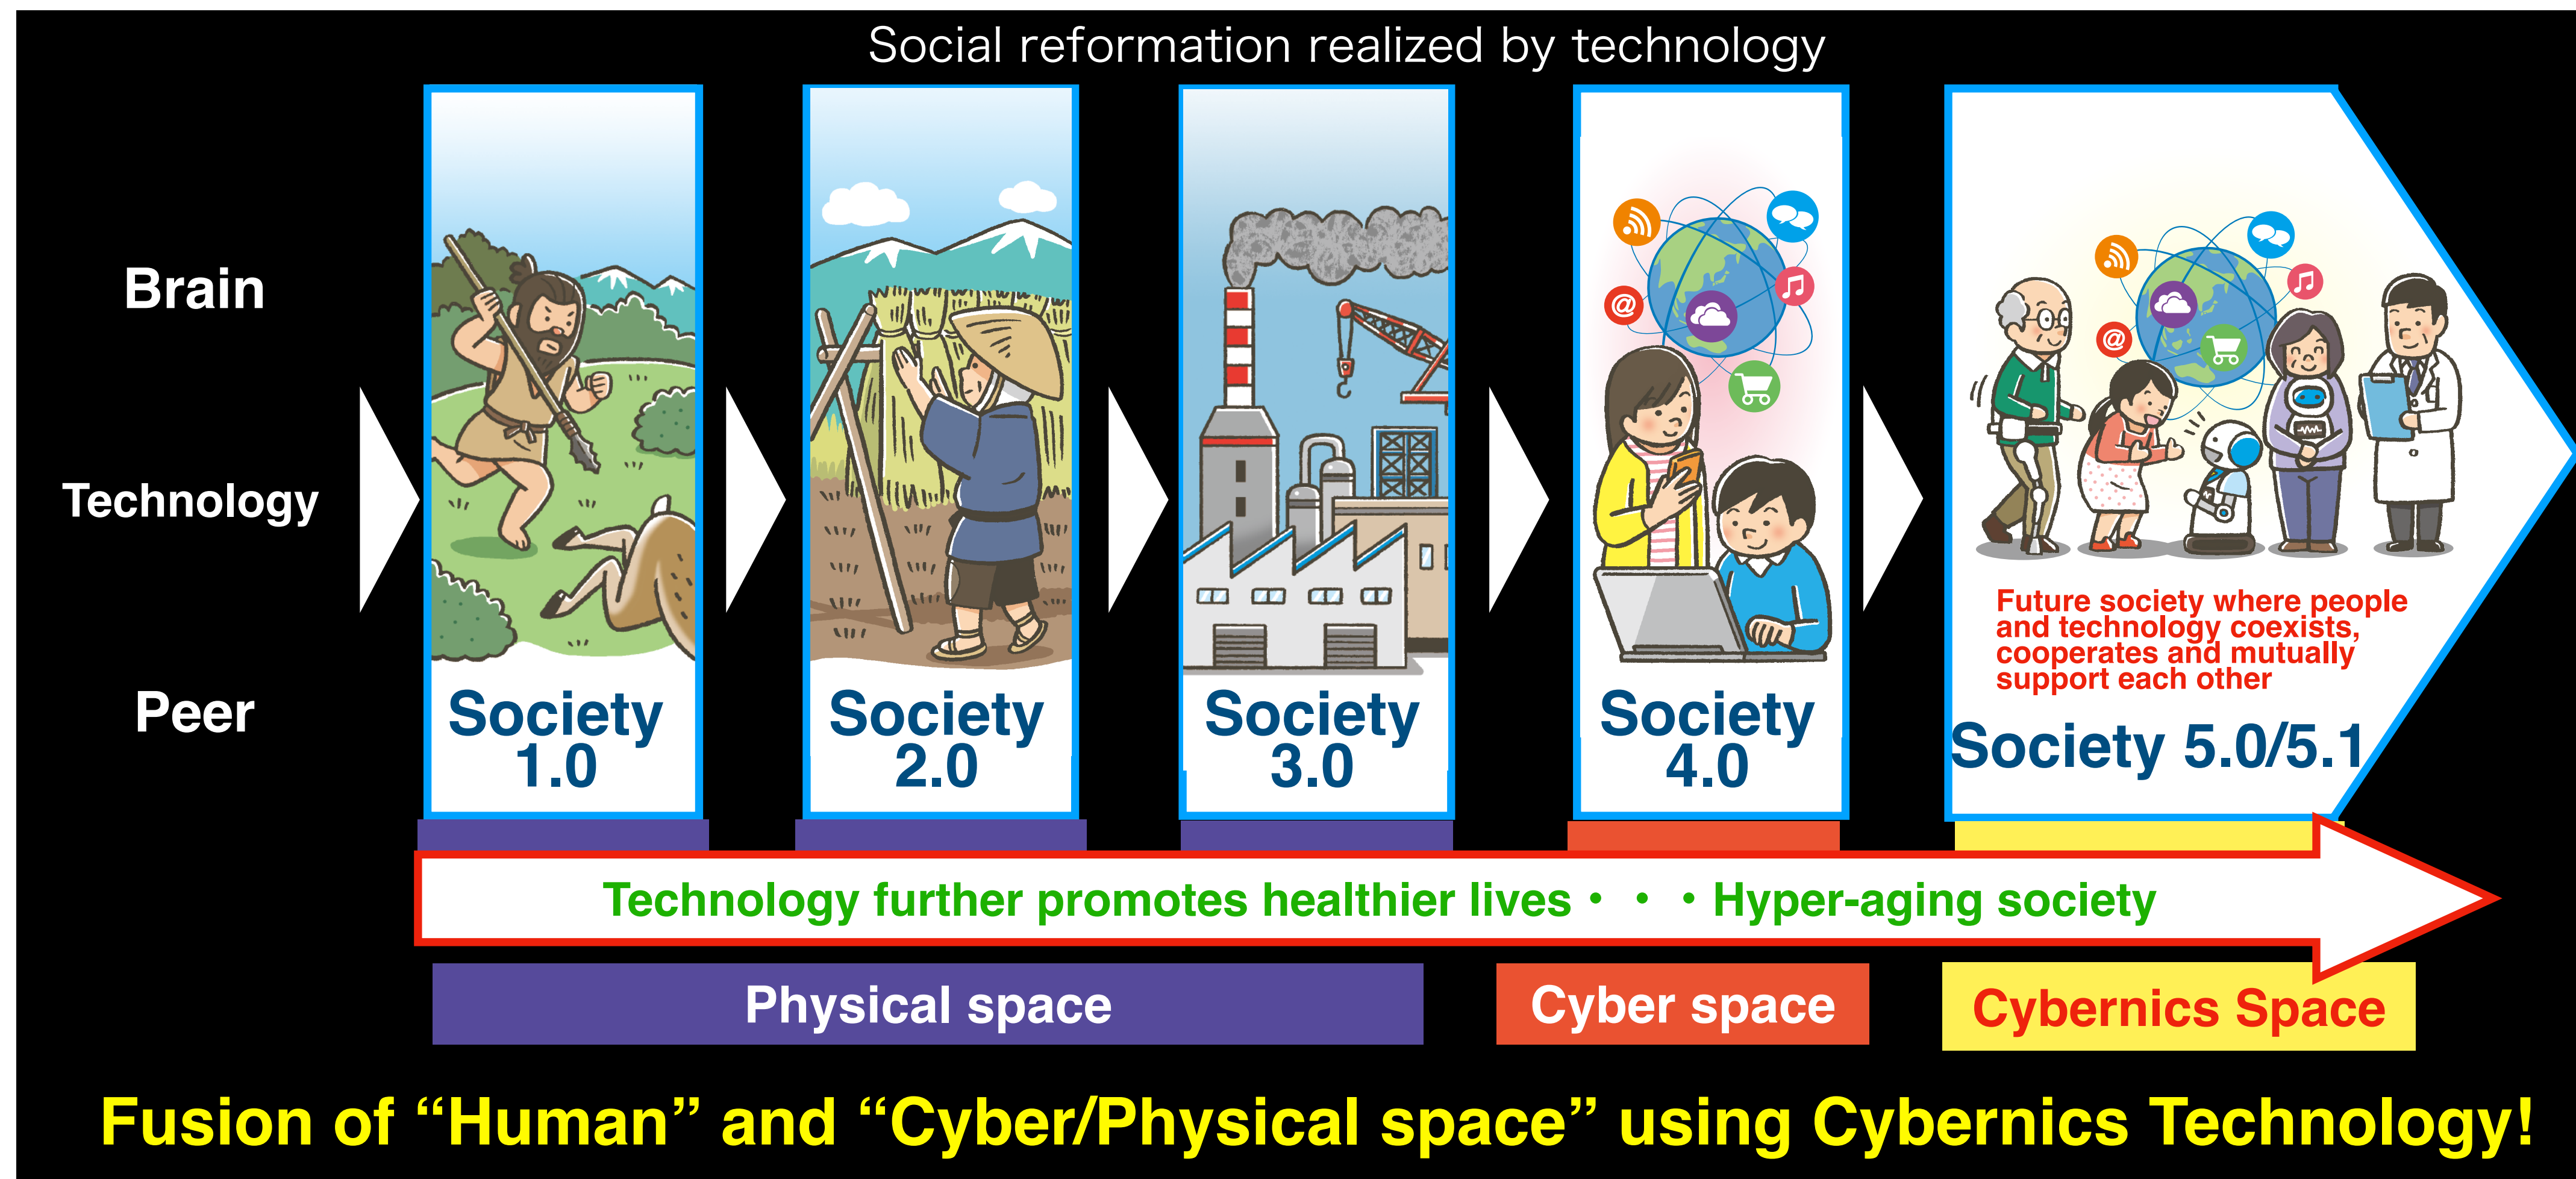 Social reformation realized by technology
Brain
Technology
Peer
Society
1.0
Society
2.0
Society
3.0
@
Society
4.0
@
Future society where people
and technology coexists,
cooperates and mutually
support each other
Society 5.0/5.1
Technology further promotes healthier lives・・・Hyper-aging society
Physical space
Cyber space
Cybernics Space
Fusion of “Human” and “Cyber/Physical space” using Cybernics Technology!